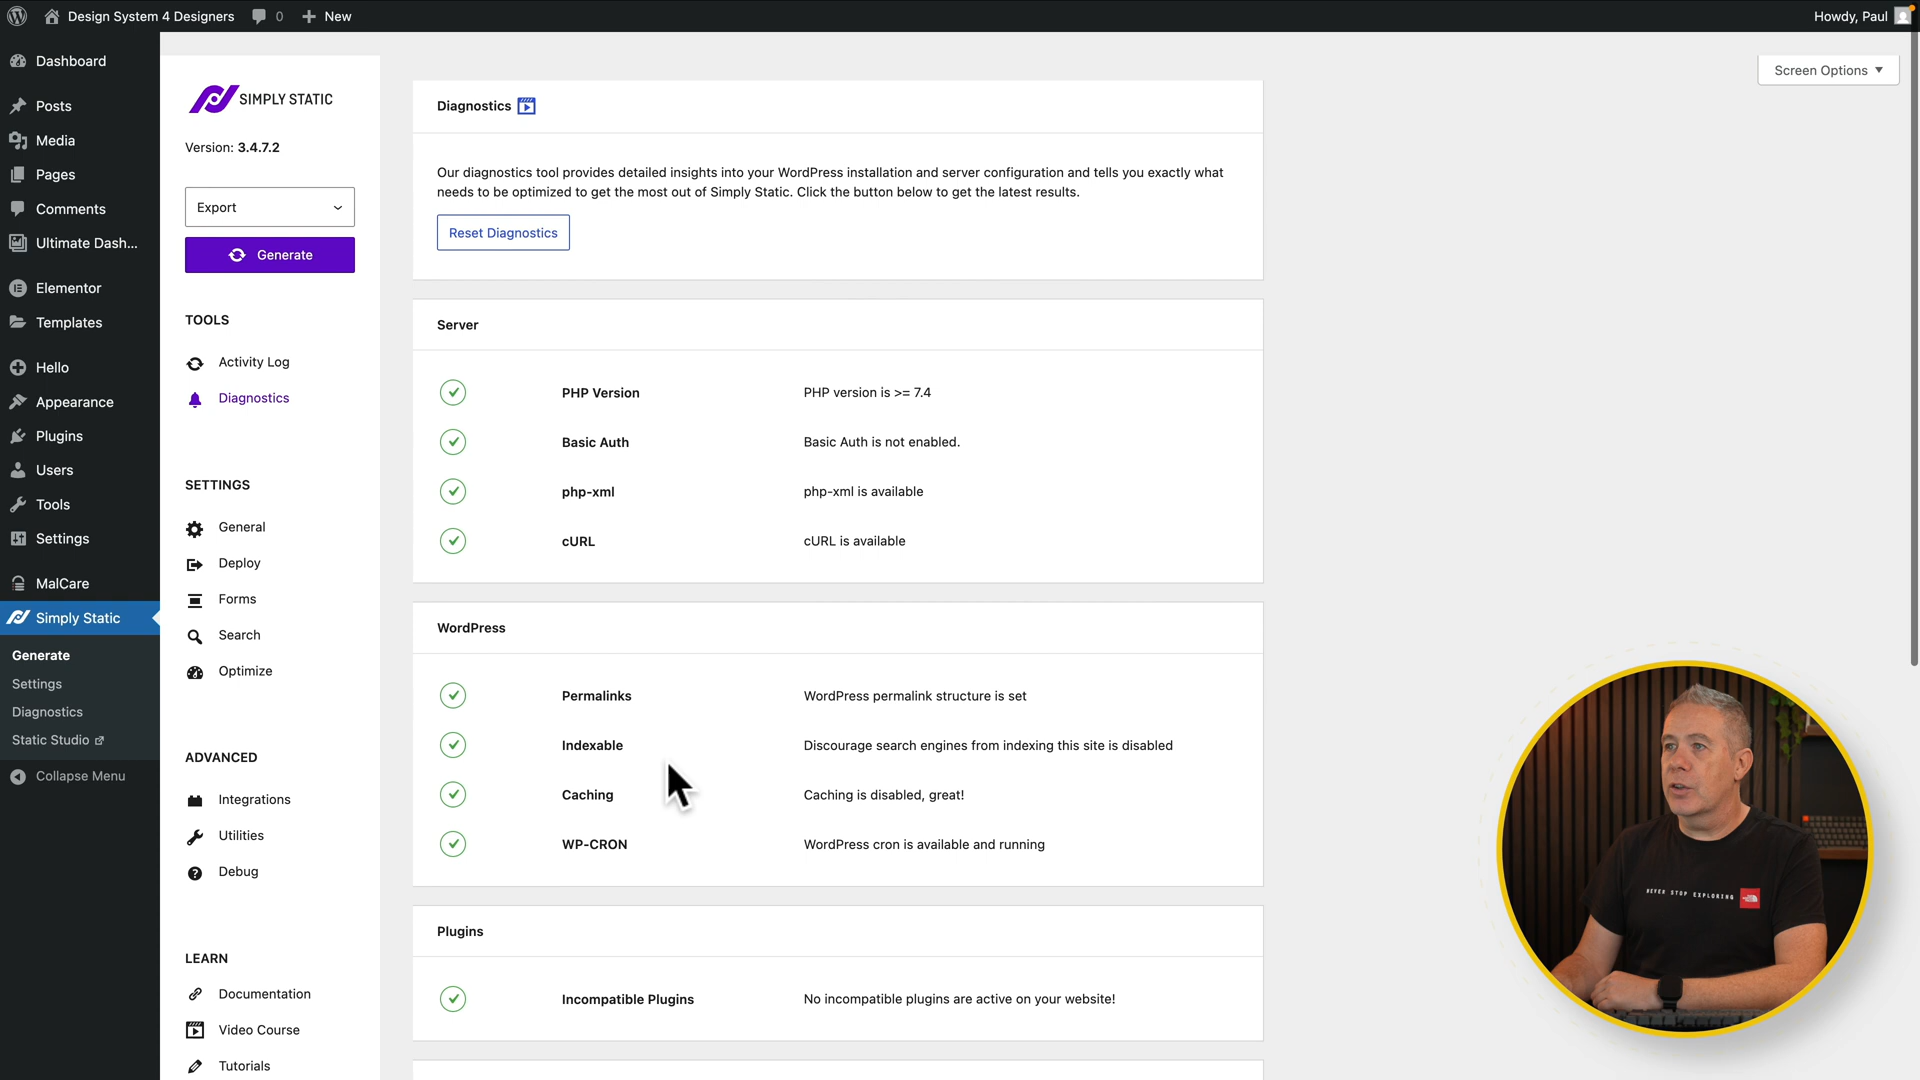 Design System 4 Designers
0
New
Howdy, Paul
Dashboard
Posts
Media
Pages
Comments
Ultimate Dash...
Elementor
Templates
Hello
Appearance
Plugins
Users
Tools
Settings
MalCare
Simply Static
Generate
Settings
Diagnostics
Static Studio
Collapse Menu
SIMPLY STATIC
Version: 3.4.7.2
Export
Generate
TOOLS
Activity Log
Diagnostics
SETTINGS
General
Deploy
Forms
Search
Optimize
ADVANCED
Integrations
Utilities
Debug
LEARN
Documentation
Video Course
Tutorials
Screen Options
Diagnostics
Our diagnostics tool provides detailed insights into your WordPress installation and server configuration and tells you exactly what
needs to be optimized to get the most out of Simply Static. Click the button below to get the latest results.
Reset Diagnostics
Server
PHP Version PHP version is >= 7.4
Basic Auth Basic Auth is not enabled.
php-xml php-xml is available
cURL cURL is available
WordPress
Permalinks WordPress permalink structure is set
Indexable Discourage search engines from indexing this site is disabled
Caching Caching is disabled, great!
WP-CRON WordPress cron is available and running
Plugins
Incompatible Plugins No incompatible plugins are active on your website!
NEVER STOP EXPLORING